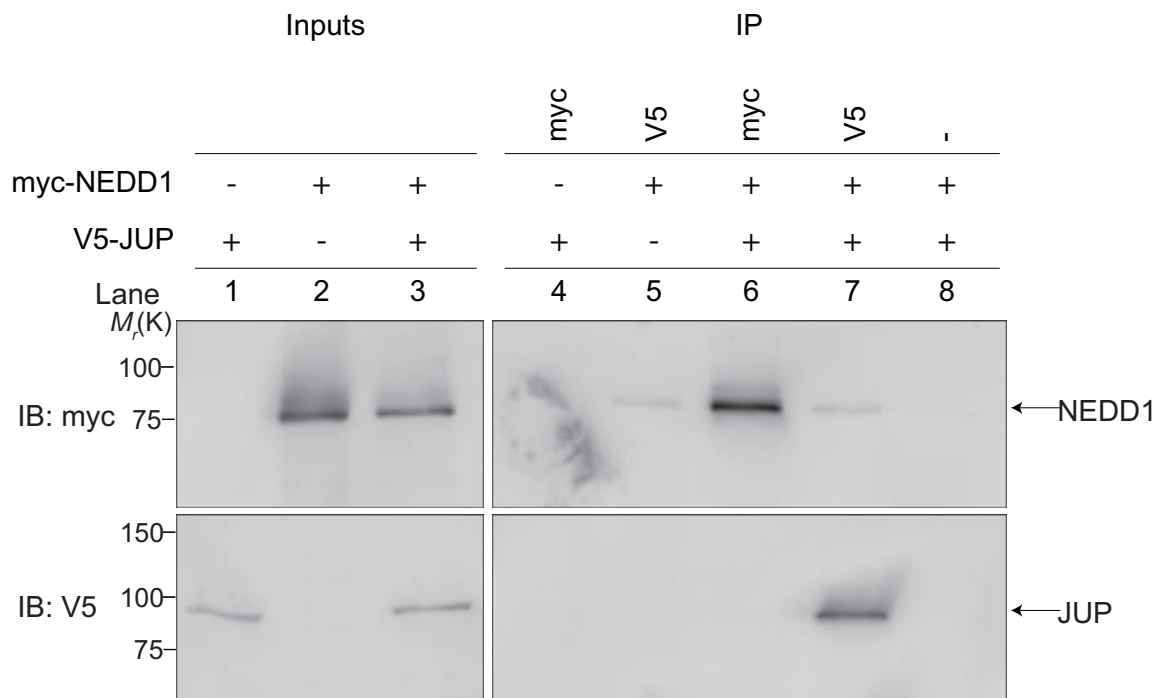 Inputs IP
myc V5 myc V5 -
myc-NEDD1 - + + - + + + +
V5-JUP + - + + - + + +
Lane 1 2 3 4 5 6 7 8
Mr(K)
100
IB: myc 75 NEDD1
150
100
IB: V5 JUP
75